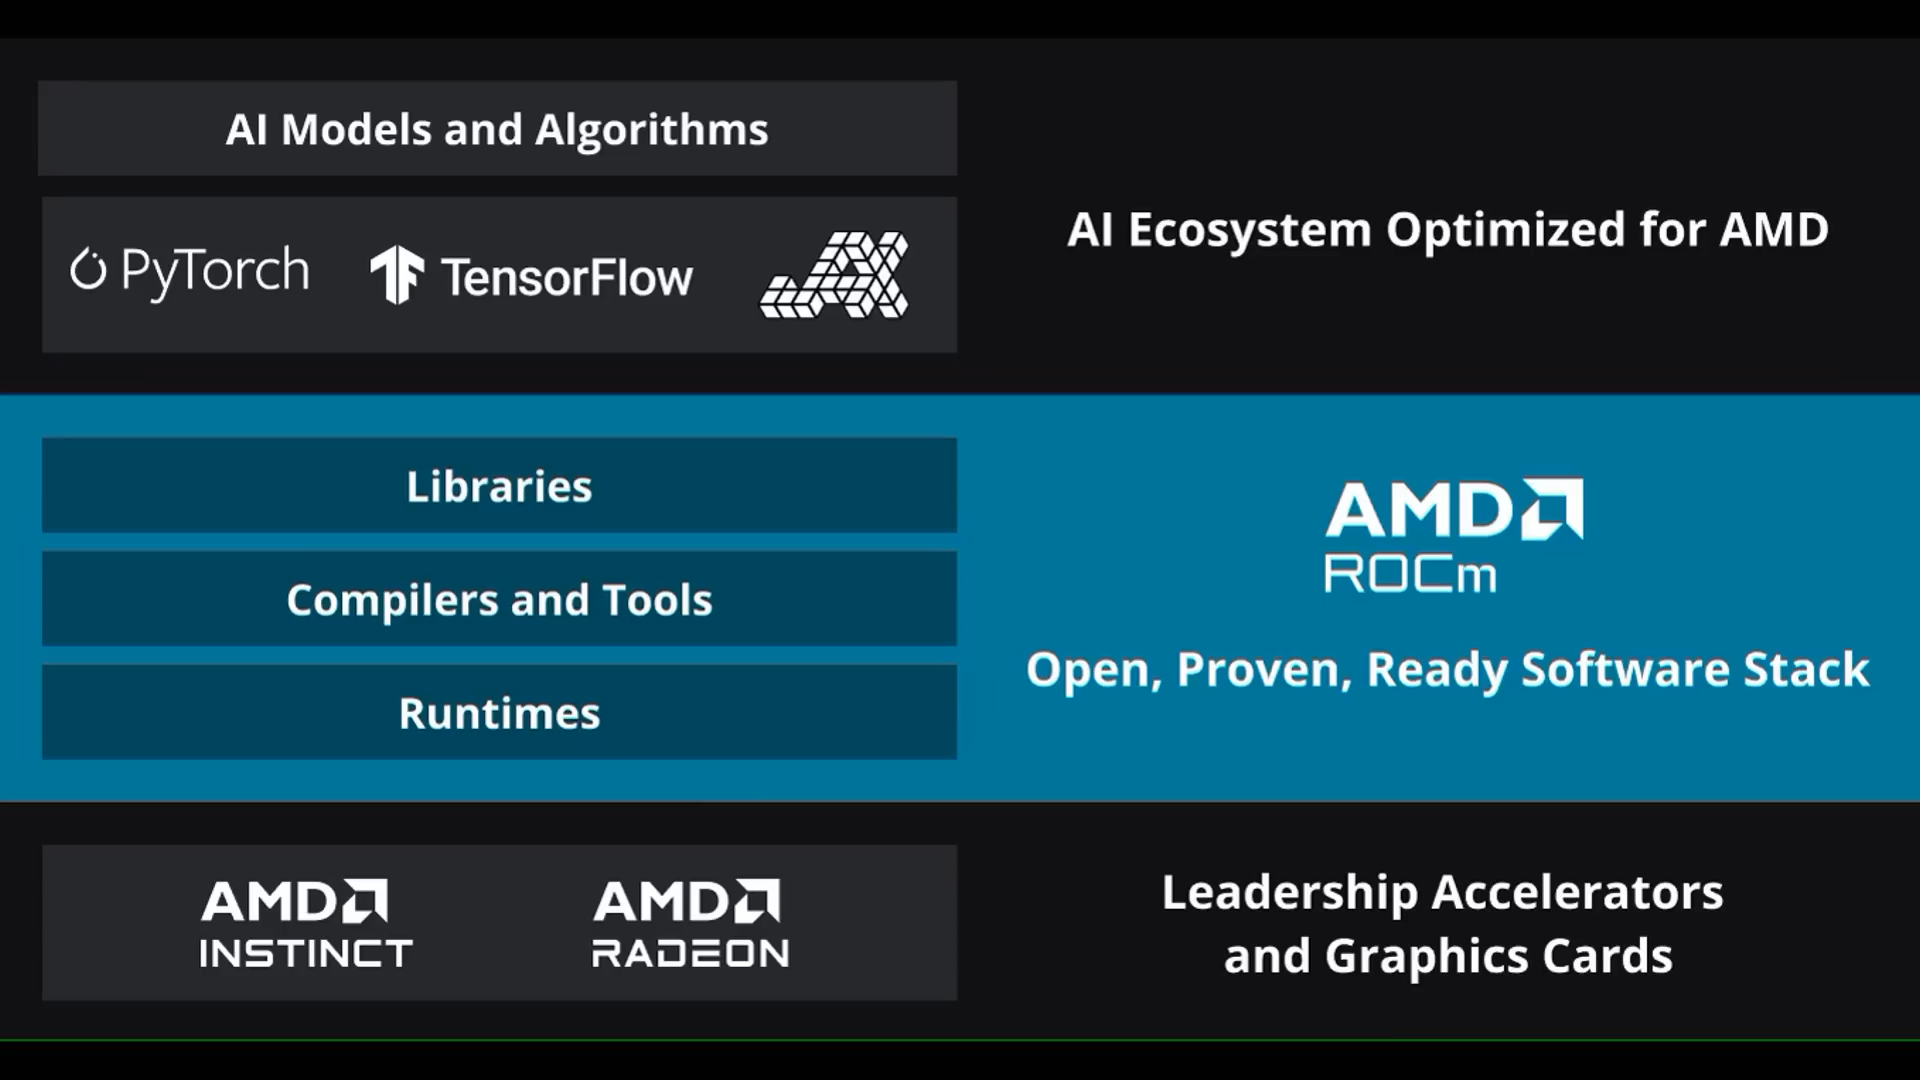 AI Models and Algorithms
PyTorch
TensorFlow
JAX
AI Ecosystem Optimized for AMD
Libraries
Compilers and Tools
Runtimes
AMD
ROCm
Open, Proven, Ready Software Stack
AMD
INSTINCT
AMD
RADEON
Leadership Accelerators
and Graphics Cards